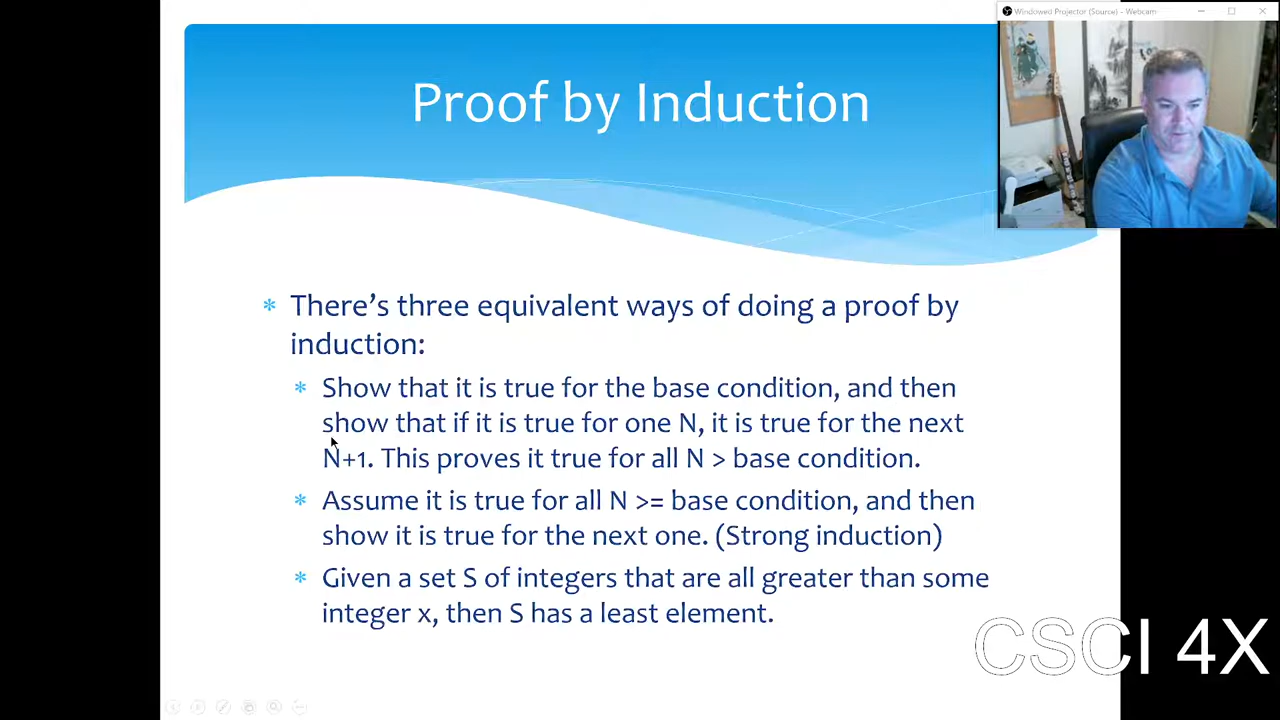 Windowed Projector (Source) - Webcam
Proof by Induction
* There’s three equivalent ways of doing a proof by
induction:
* Show that it is true for the base condition, and then
show that if it is true for one N, it is true for the next
N+1. This proves it true for all N > base condition.
* Assume it is true for all N >= base condition, and then
show it is true for the next one. (Strong induction)
* Given a set S of integers that are all greater than some
integer x, then S has a least element.
CSCI 4X